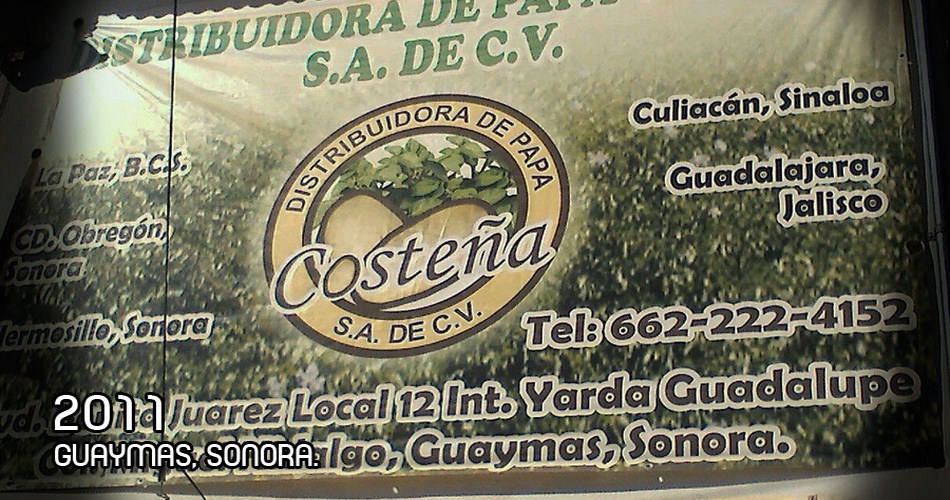 DISTRIBUIDORA DE PAPA
S.A. DE C.V.
Culiacán, Sinaloa
La Paz, B.C.S.
Guadalajara,
Jalisco
CD. Obregón,
Sonora
DISTRIBUIDORA DE PAPA
Costeña
S.A. DE C.V.
Hermosillo, Sonora
Tel: 662-222-4152
Juarez Local 12 Int. Yarda Guadalupe
Guaymas, Sonora.
2011
GUAYMAS, SONORA.